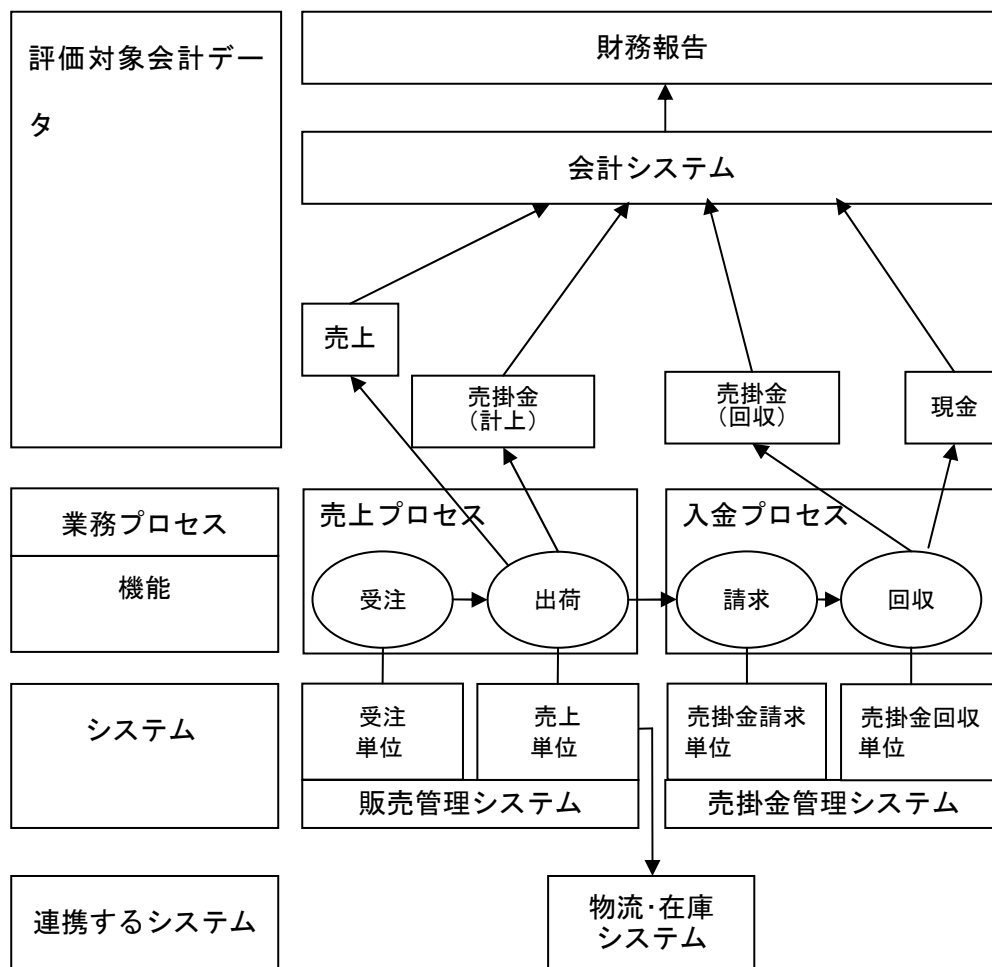 評価対象会計デー
タ
財務報告
会計システム
売上
売掛金
（計上）
売掛金
（回収）
現金
業務プロセス
機能
売上プロセス
入金プロセス
受注
出荷
請求
回収
システム
受注
単位
売上
単位
売掛金請求
単位
売掛金回収
単位
販売管理システム
売掛金管理システム
連携するシステム
物流･在庫
システム